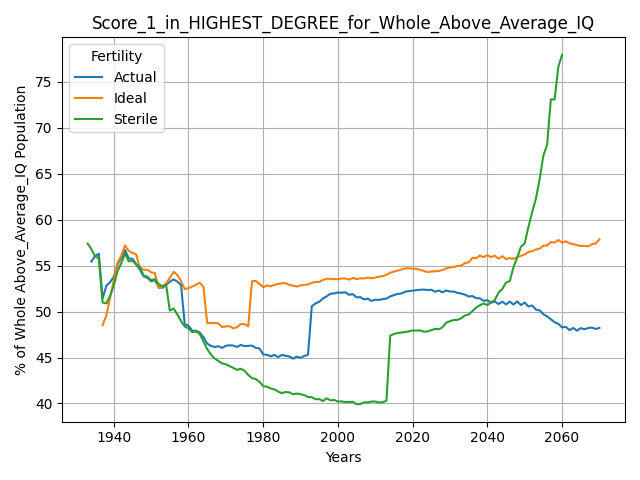 Score_1_in_HIGHEST_DEGREE_for_Whole_Above_Average_IQ
Fertility
Actual
Ideal
Sterile
% of Whole Above_Average_IQ Population
75
70
65
60
55
50
45
40
1940
1960
1980
2000
2020
2040
2060
Years